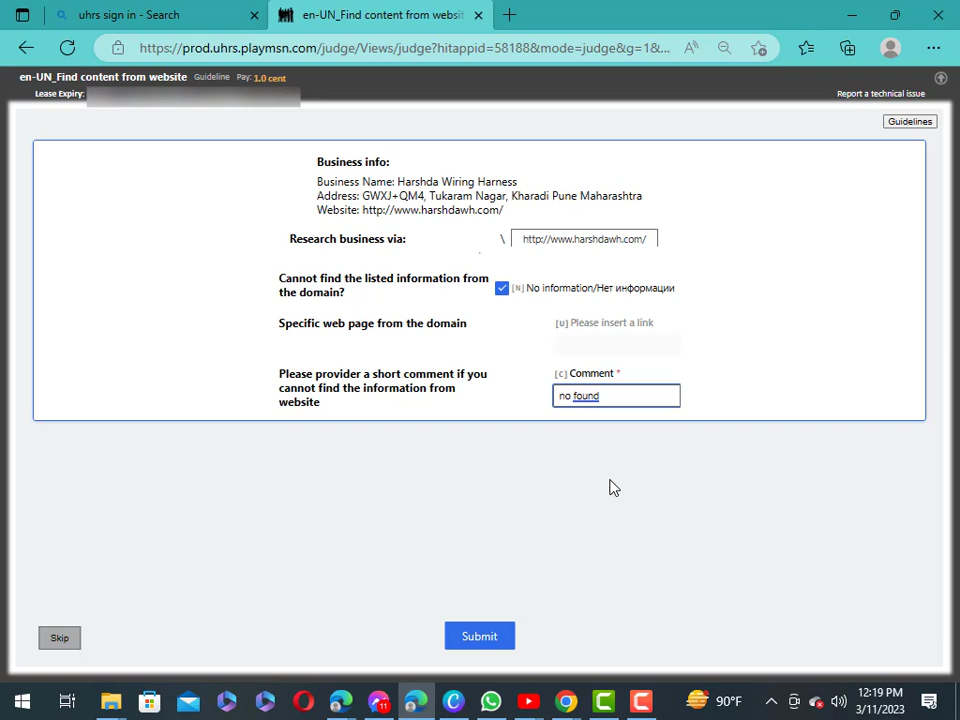 uhrs sign in - Search
en-UN_Find content from websit
https://prod.uhrs.playmsn.com/judge/Views/judge?hitappid=58188&mode=judge&g=1&...
en-UN_Find content from website Guideline Pay: 1.0 cent
Lease Expiry:
Report a technical issue
Guidelines
Business info:
Business Name: Harshda Wiring Harness
Address: GWXJ+QM4, Tukaram Nagar, Kharadi Pune Maharashtra
Website: http://www.harshdawh.com/
Research business via: \ http://www.harshdawh.com/
Cannot find the listed information from
the domain?
[N] No information/Нет информации
Specific web page from the domain
[U] Please insert a link
Please provider a short comment if you
cannot find the information from
website
[C] Comment *
no found
Skip
Submit
11
90°F
12:19 PM
3/11/2023